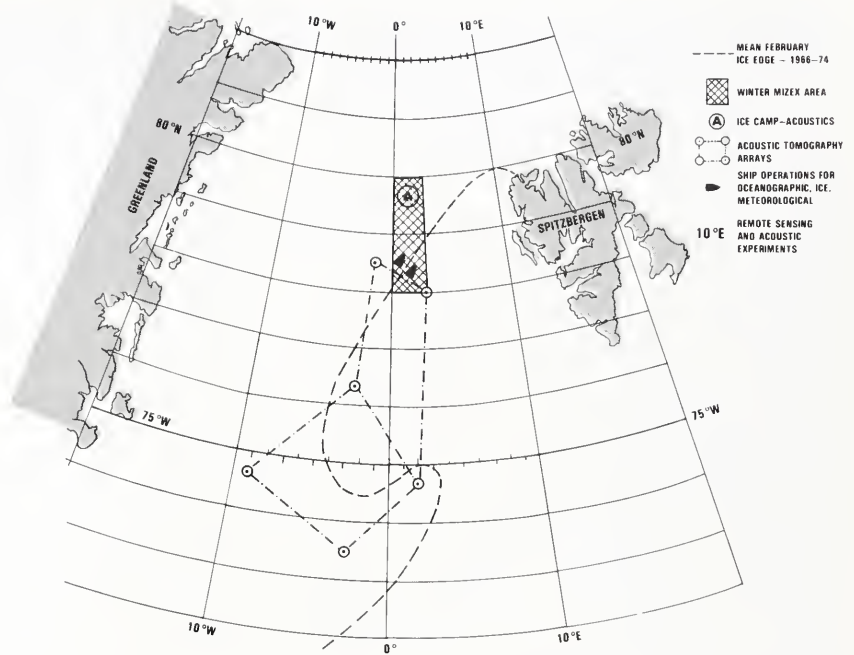 10°W
0°
10°E
80°N
GREENLAND
A
80°N
SPITZBERGEN
75°W
75°W
10°W
0°
10°E
MEAN FEBRUARY
ICE EDGE - 1966-74
WINTER MIZEX AREA
A ICE CAMP-ACOUSTICS
ACOUSTIC TOMOGRAPHY
ARRAYS
SHIP OPERATIONS FOR
OCEANOGRAPHIC, ICE,
METEOROLOGICAL
10°E REMOTE SENSING
AND ACOUSTIC
EXPERIMENTS